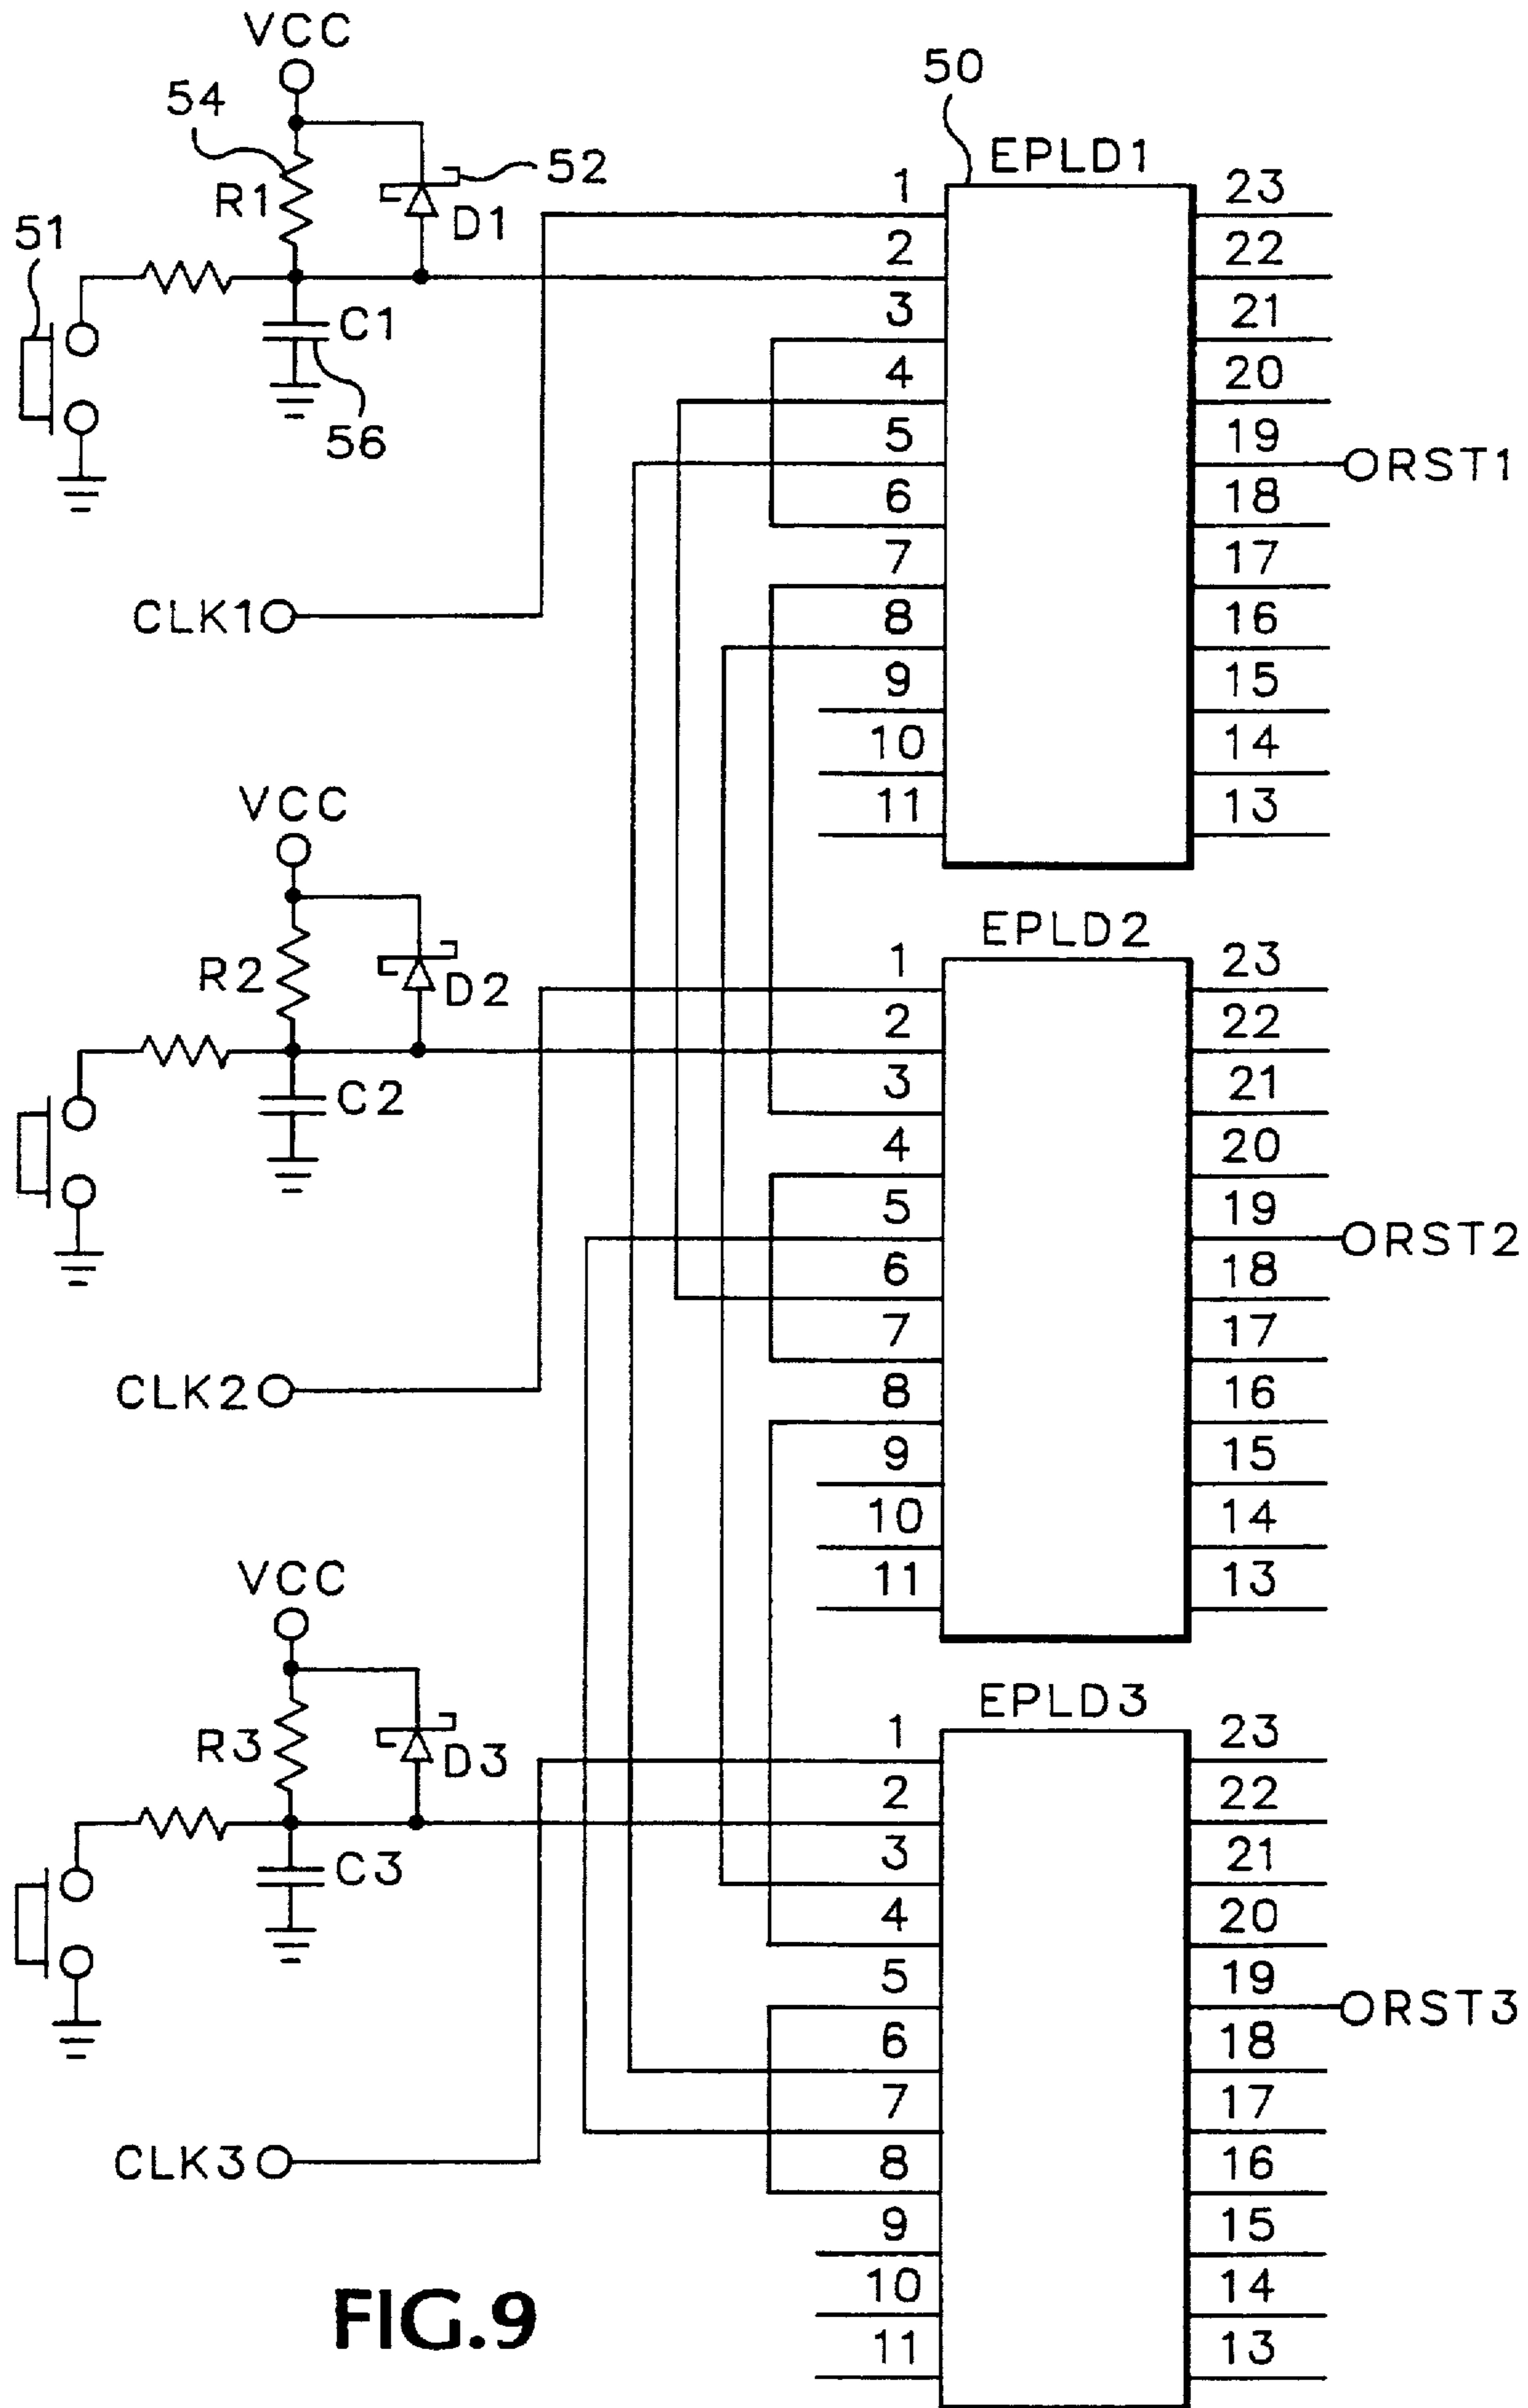 VCC
50
54
EPLD1
52
1 23
R1 D1
51
2 22
3 21
C1
4 20
56
5 19 RST1
6 18
7 17
CLK1
8 16
9 15
10 14
11 13
VCC
EPLD2
1 23
R2 D2
2 22
3 21
C2
4 20
5 19 RST2
6 18
7 17
CLK2
8 16
9 15
10 14
11 13
VCC
EPLD3
1 23
R3 D3
2 22
3 21
C3
4 20
5 19 RST3
6 18
7 17
CLK3
8 16
9 15
10 14
11 13
FIG.9